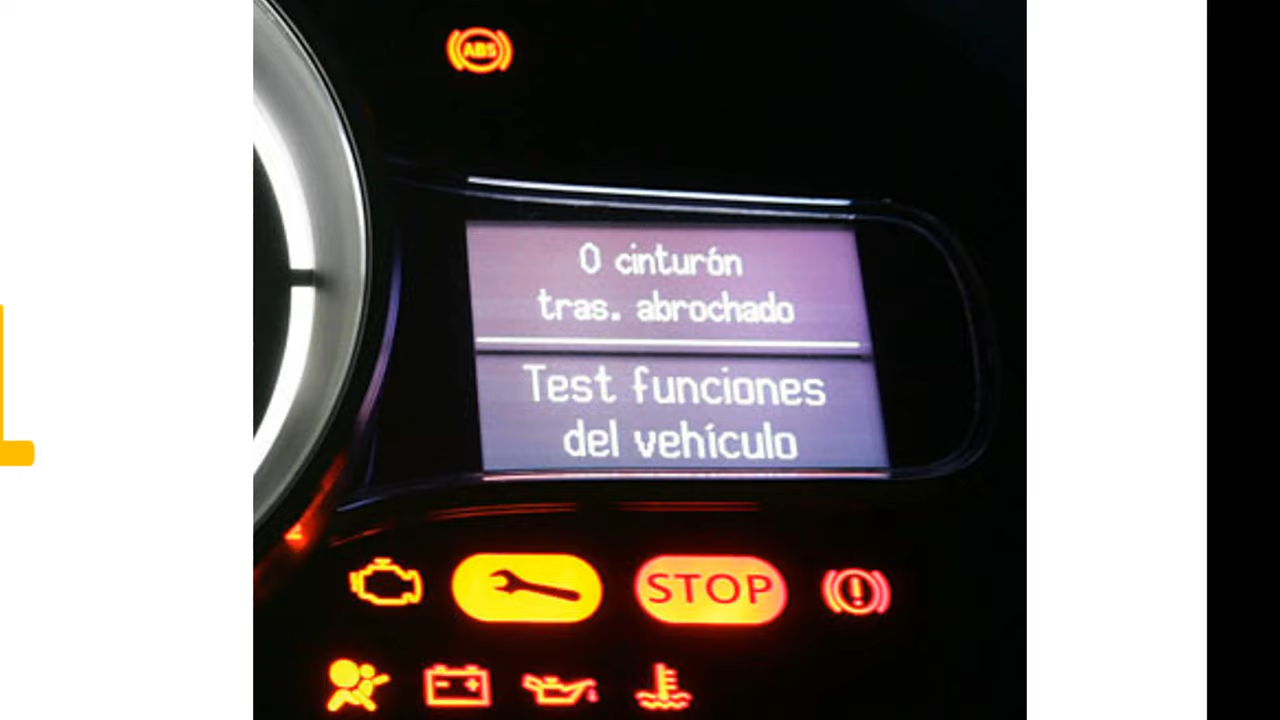 ABS
0 cinturón
tras. abrochado
Test funciones
del vehículo
STOP